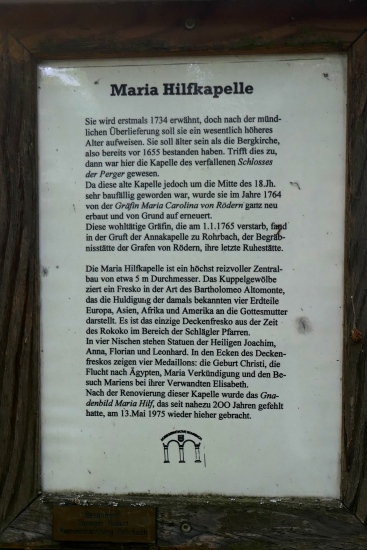 Maria Hilfkapelle
Sie wird erstmals 1734 erwähnt, doch nach der münd-
lichen Überlieferung soll sie ein wesentlich höheres
Alter aufweisen. Sie soll älter sein als die Bergkirche,
also bereits vor 1655 bestanden haben. Trifft dies zu,
dann war hier die Kapelle des verfallenen Schlosses
der Perger gewesen.
Da diese alte Kapelle jedoch um die Mitte des 18.Jh.
sehr baufällig geworden war, wurde sie im Jahre 1764
von der Gräfin Maria Carolina von Rödern ganz neu
erbaut und von Grund auf erneuert.
Diese wohltätige Gräfin, die am 1.1.1765 verstarb, fand
in der Gruft der Annakapelle zu Rohrbach, der Begräb-
nisstätte der Grafen von Rödern, ihre letzte Ruhestätte.
Die Maria Hilfkapelle ist ein höchst reizvoller Zentral-
bau von etwa 5 m Durchmesser. Das Kuppelgewölbe
ziert ein Fresko in der Art des Bartholomeo Altomonte,
das die Huldigung der damals bekannten vier Erdteile
Europa, Asien, Afrika und Amerika an die Gottesmutter
darstellt. Es ist das einzige Deckenfresko aus der Zeit
des Rokoko im Bereich der Schlägler Pfarren.
In vier Nischen stehen Statuen der Heiligen Joachim,
Anna, Florian und Leonhard. In den Ecken des Decken-
freskos zeigen vier Medaillons: die Geburt Christi, die
Flucht nach Ägypten, Maria Verkündigung und den Be-
such Mariens bei ihrer Verwandten Elisabeth.
Nach der Renovierung dieser Kapelle wurde das Gna-
denbild Maria Hilf, das seit nahezu 200 Jahren gefehlt
hatte, am 13.Mai 1975 wieder hieher gebracht.